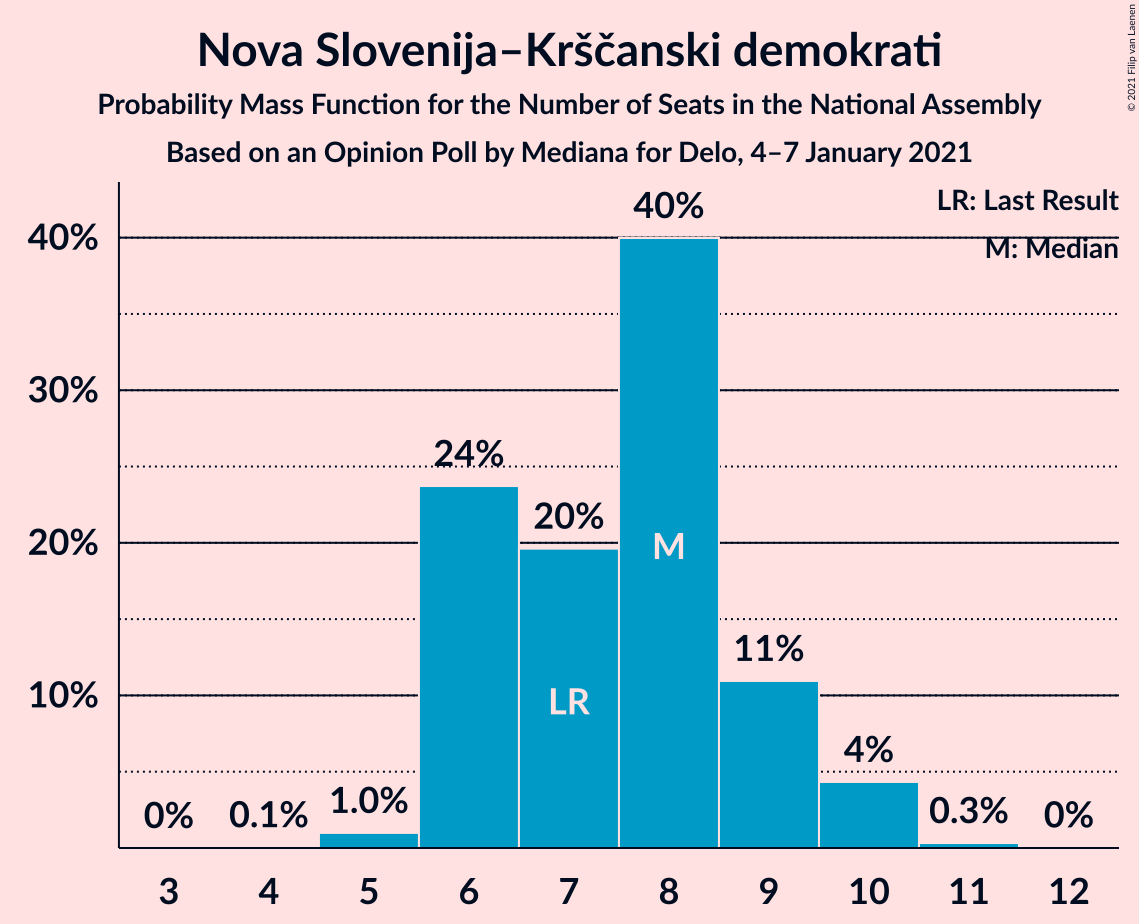 Nova Slovenija–Krščanski demokrati
Probability Mass Function for the Number of Seats in the National Assembly
Based on an Opinion Poll by Mediana for Delo, 4–7 January 2021
© 2021 Filip van Laenen
LR: Last Result
M: Median
40%
30%
20%
10%
0%
0.1%
1.0%
24%
20%
40%
11%
4%
0.3%
0%
LR
M
3 4 5 6 7 8 9 10 11 12